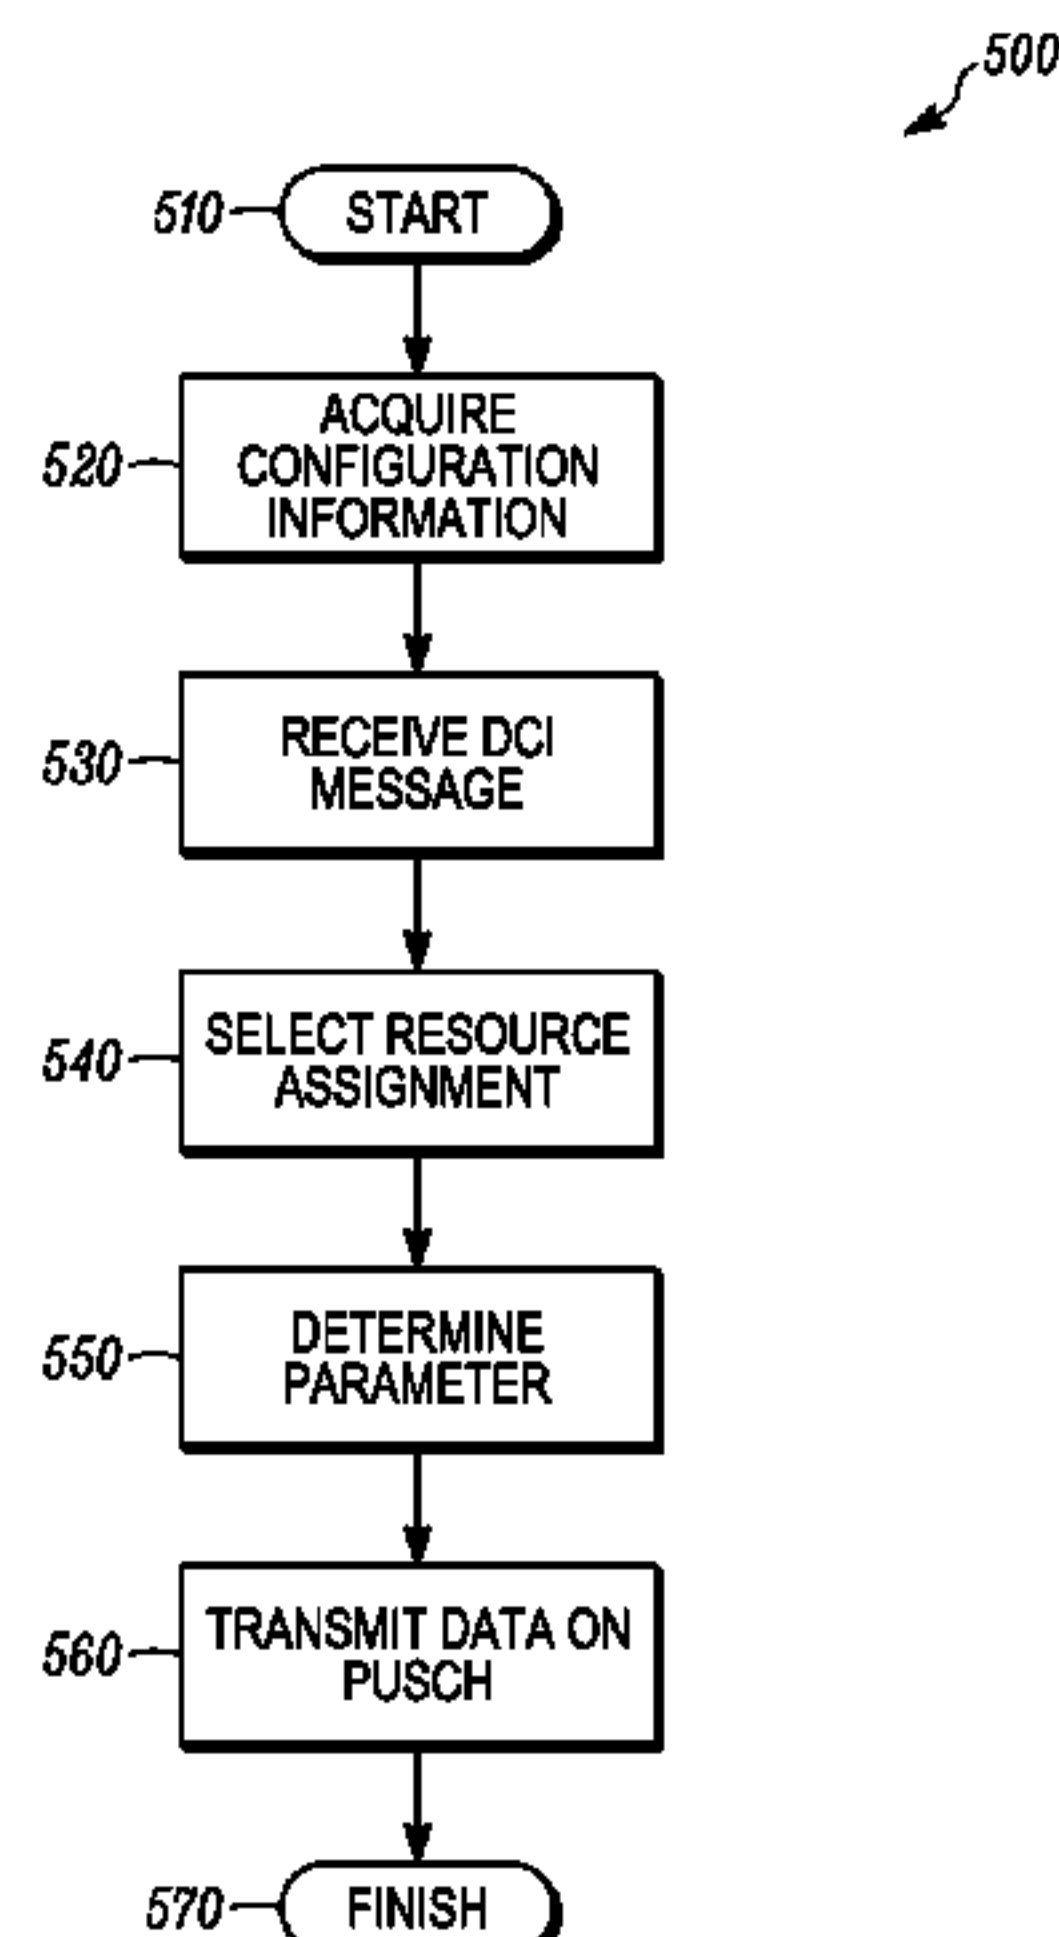 500
510
START
520
ACQUIRE
CONFIGURATION
INFORMATION
530
RECEIVE DCI
MESSAGE
540
SELECT RESOURCE
ASSIGNMENT
550
DETERMINE
PARAMETER
560
TRANSMIT DATA ON
PUSCH
570
FINISH